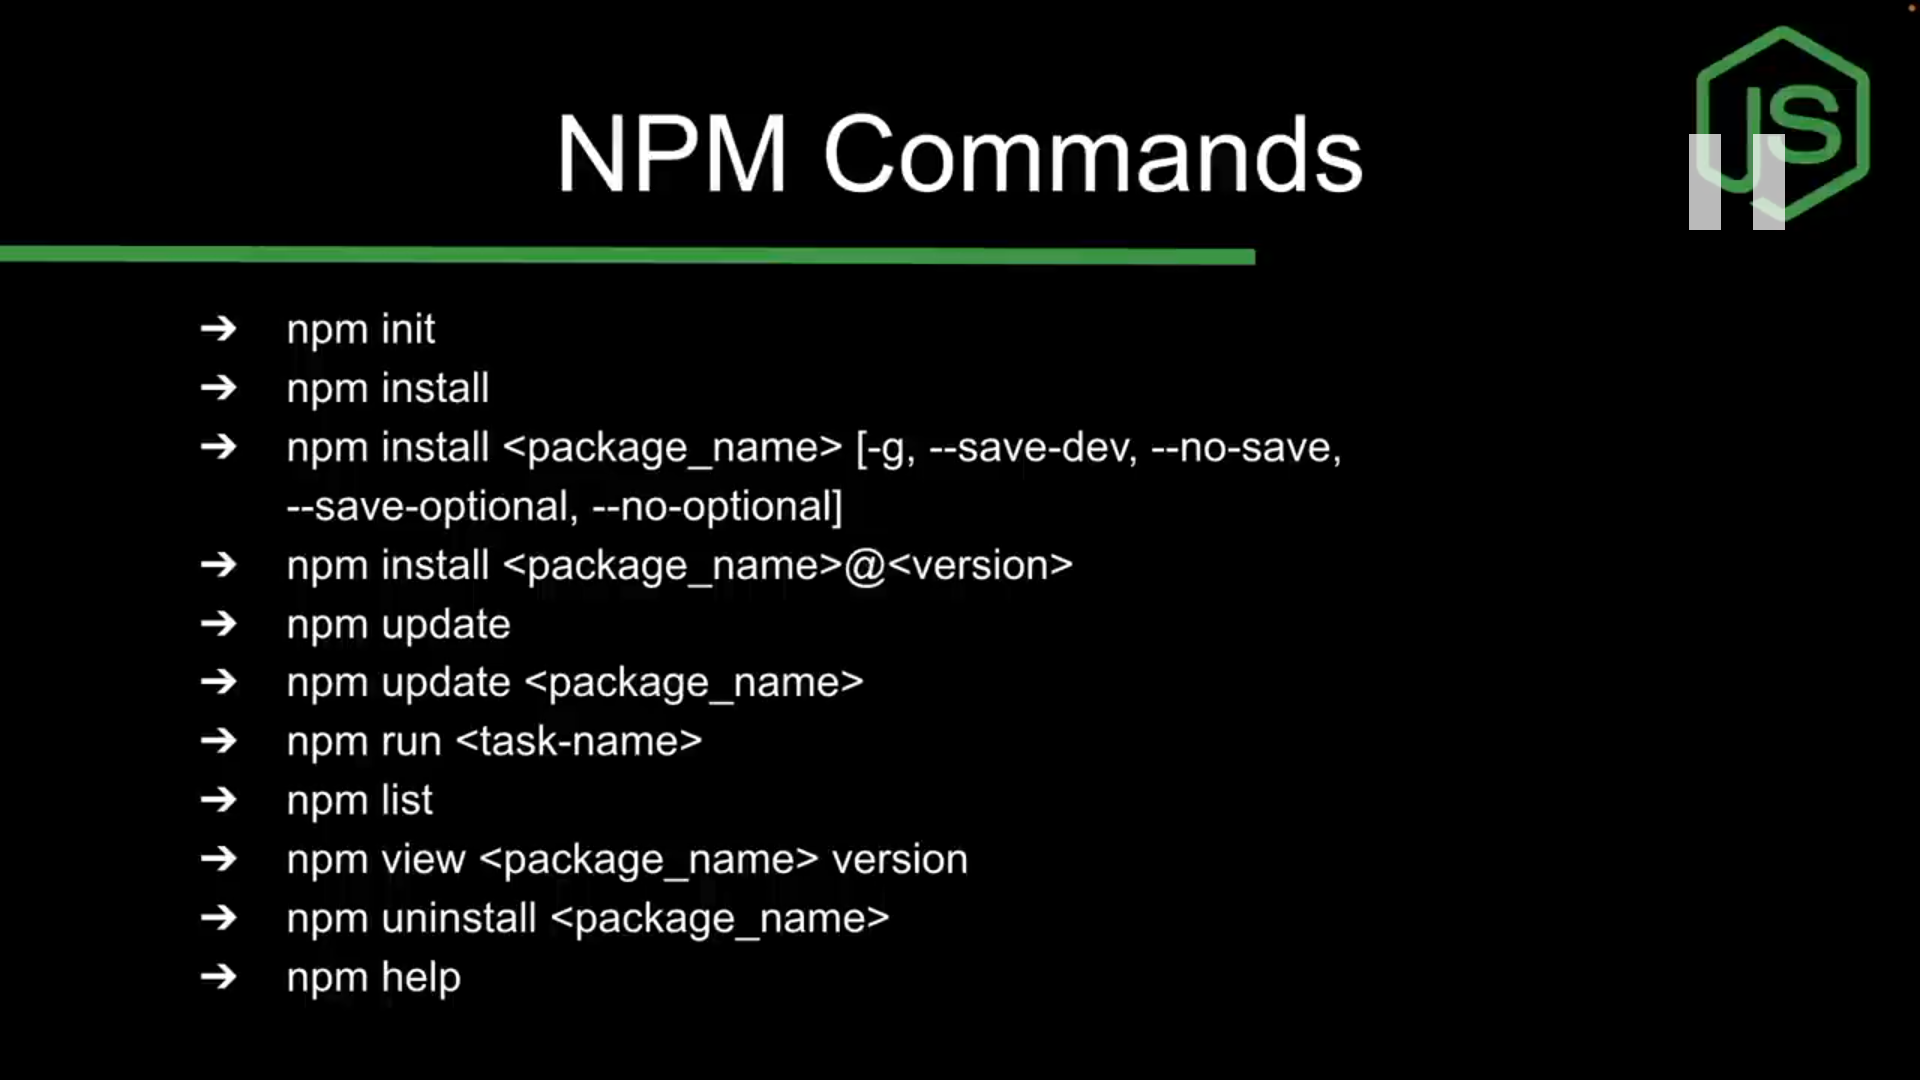 JS
NPM Commands
➔ npm init
➔ npm install
➔ npm install <package_name> [-g, --save-dev, --no-save,
--save-optional, --no-optional]
➔ npm install <package_name>@<version>
➔ npm update
➔ npm update <package_name>
➔ npm run <task-name>
➔ npm list
➔ npm view <package_name> version
➔ npm uninstall <package_name>
➔ npm help